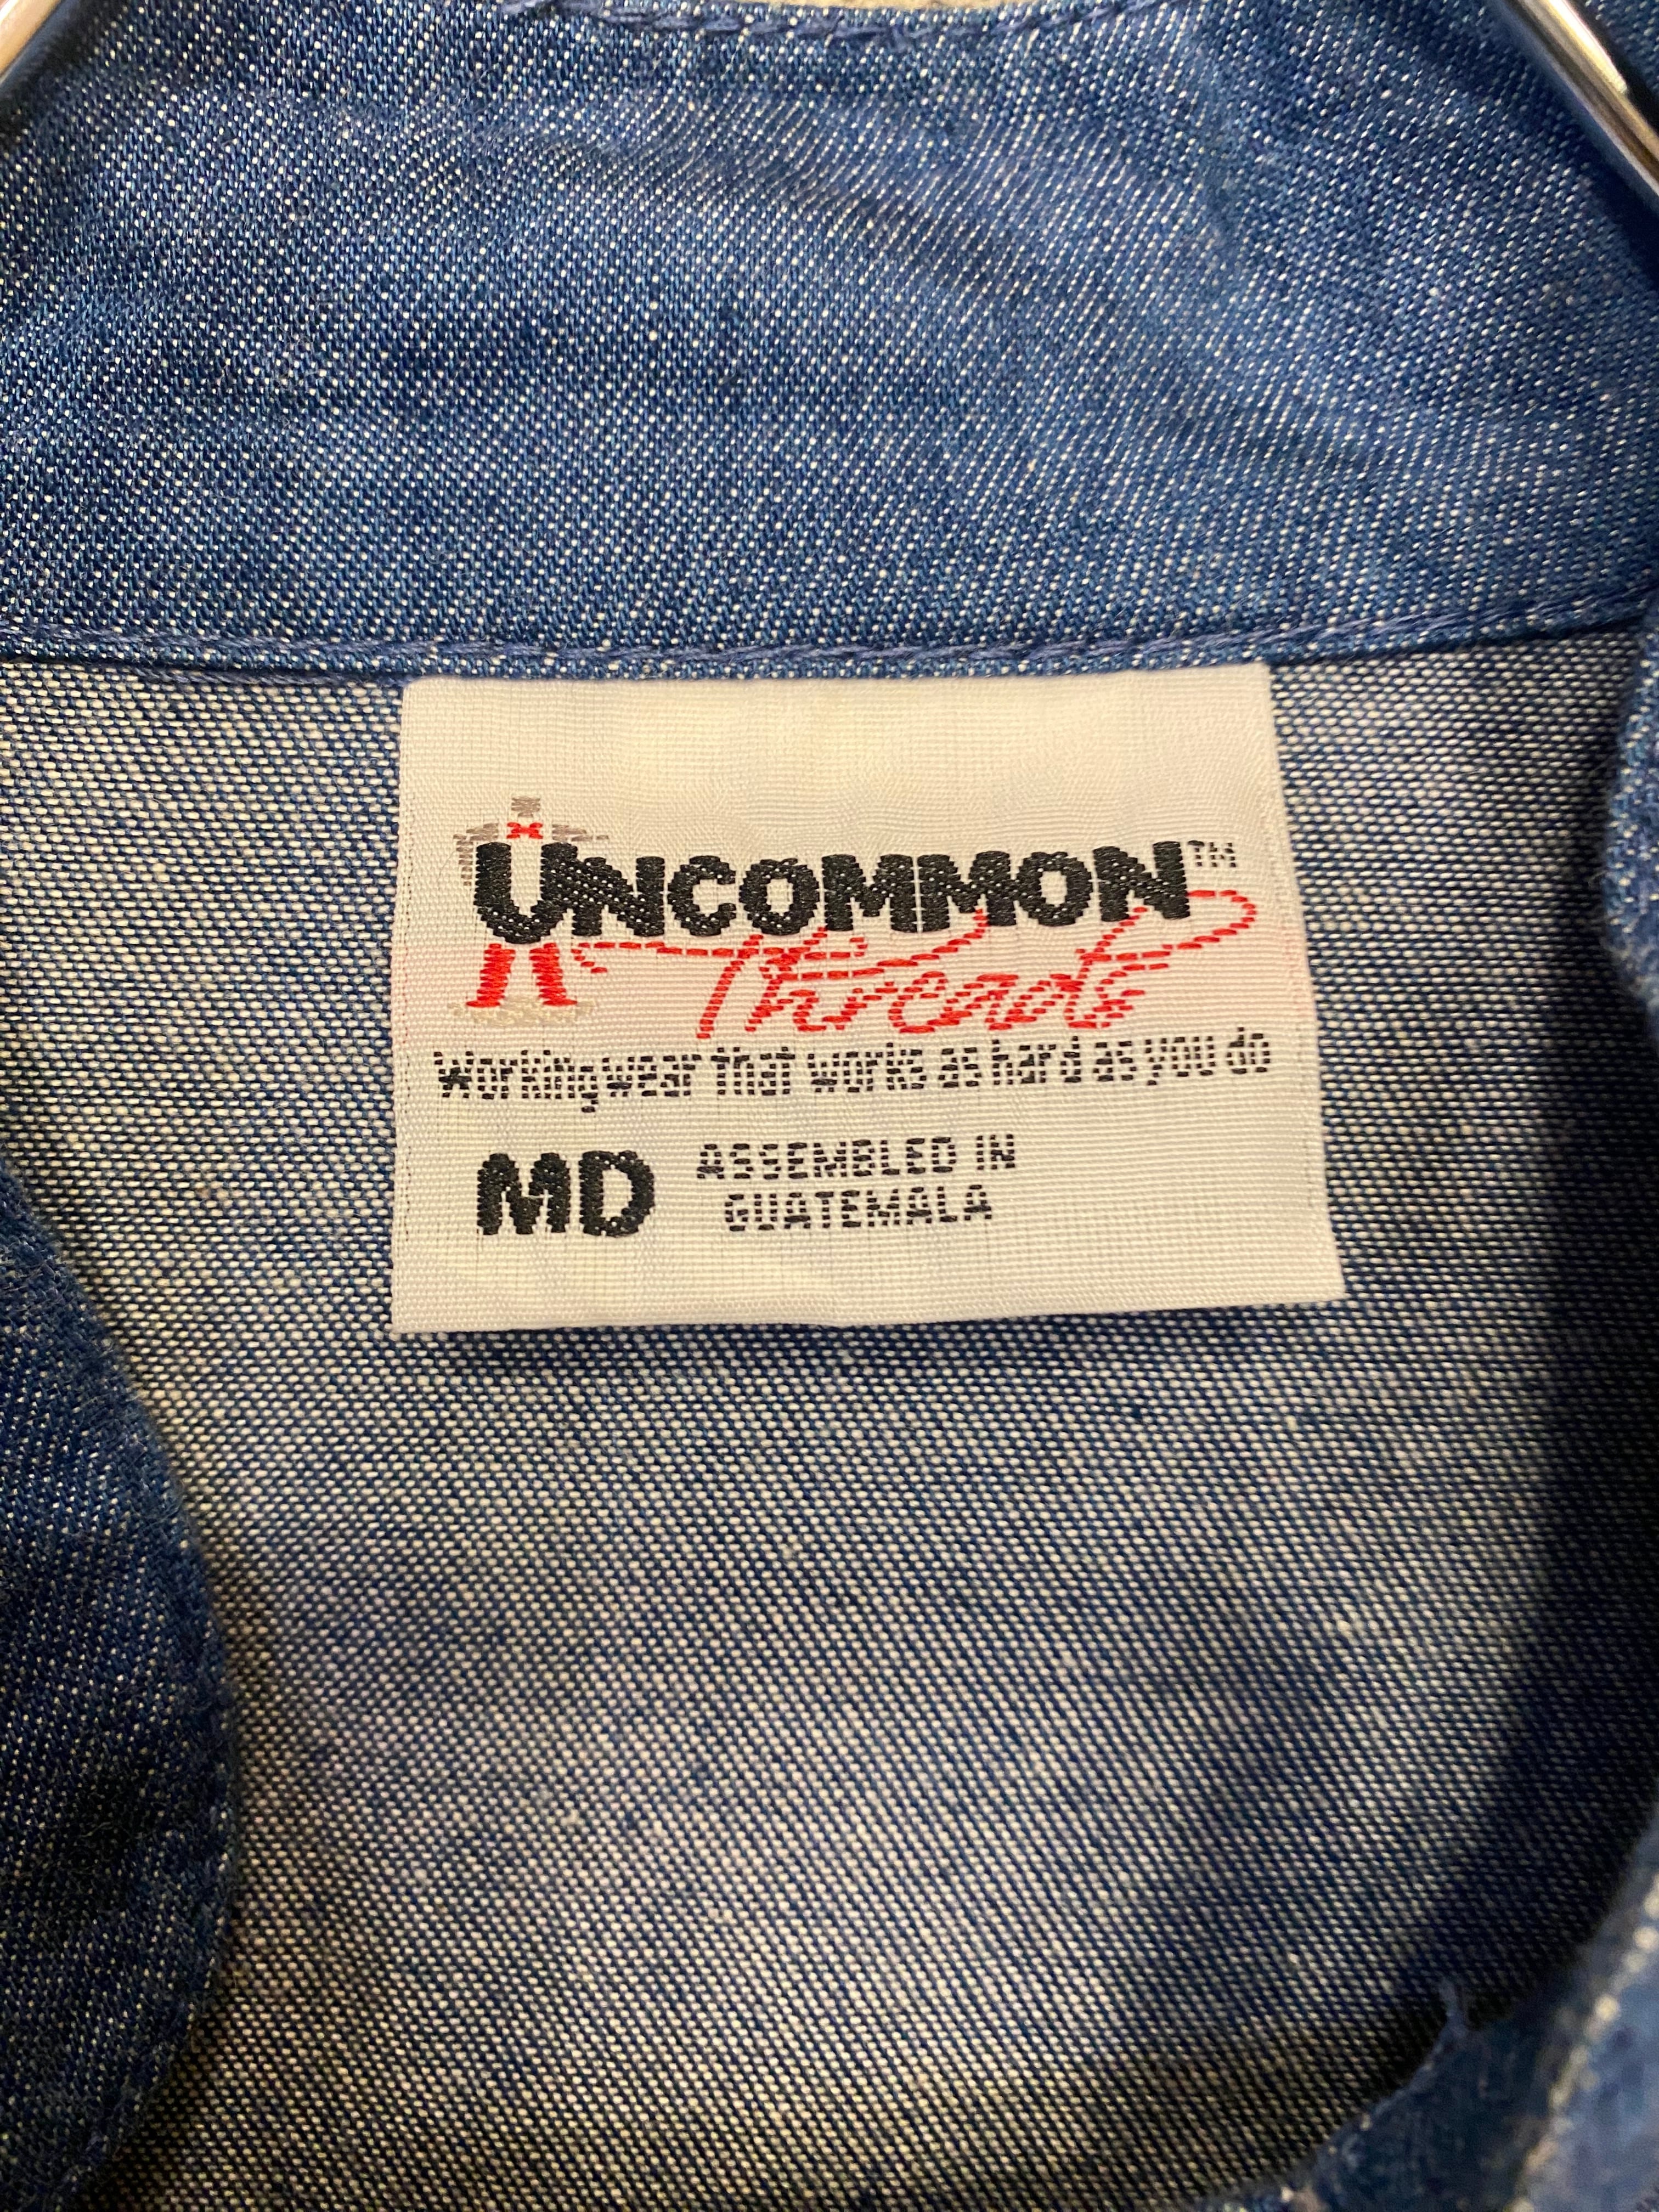 UNCOMMON™
Threads
Working wear that works as hard as you do
MD ASSEMBLED IN
GUATEMALA